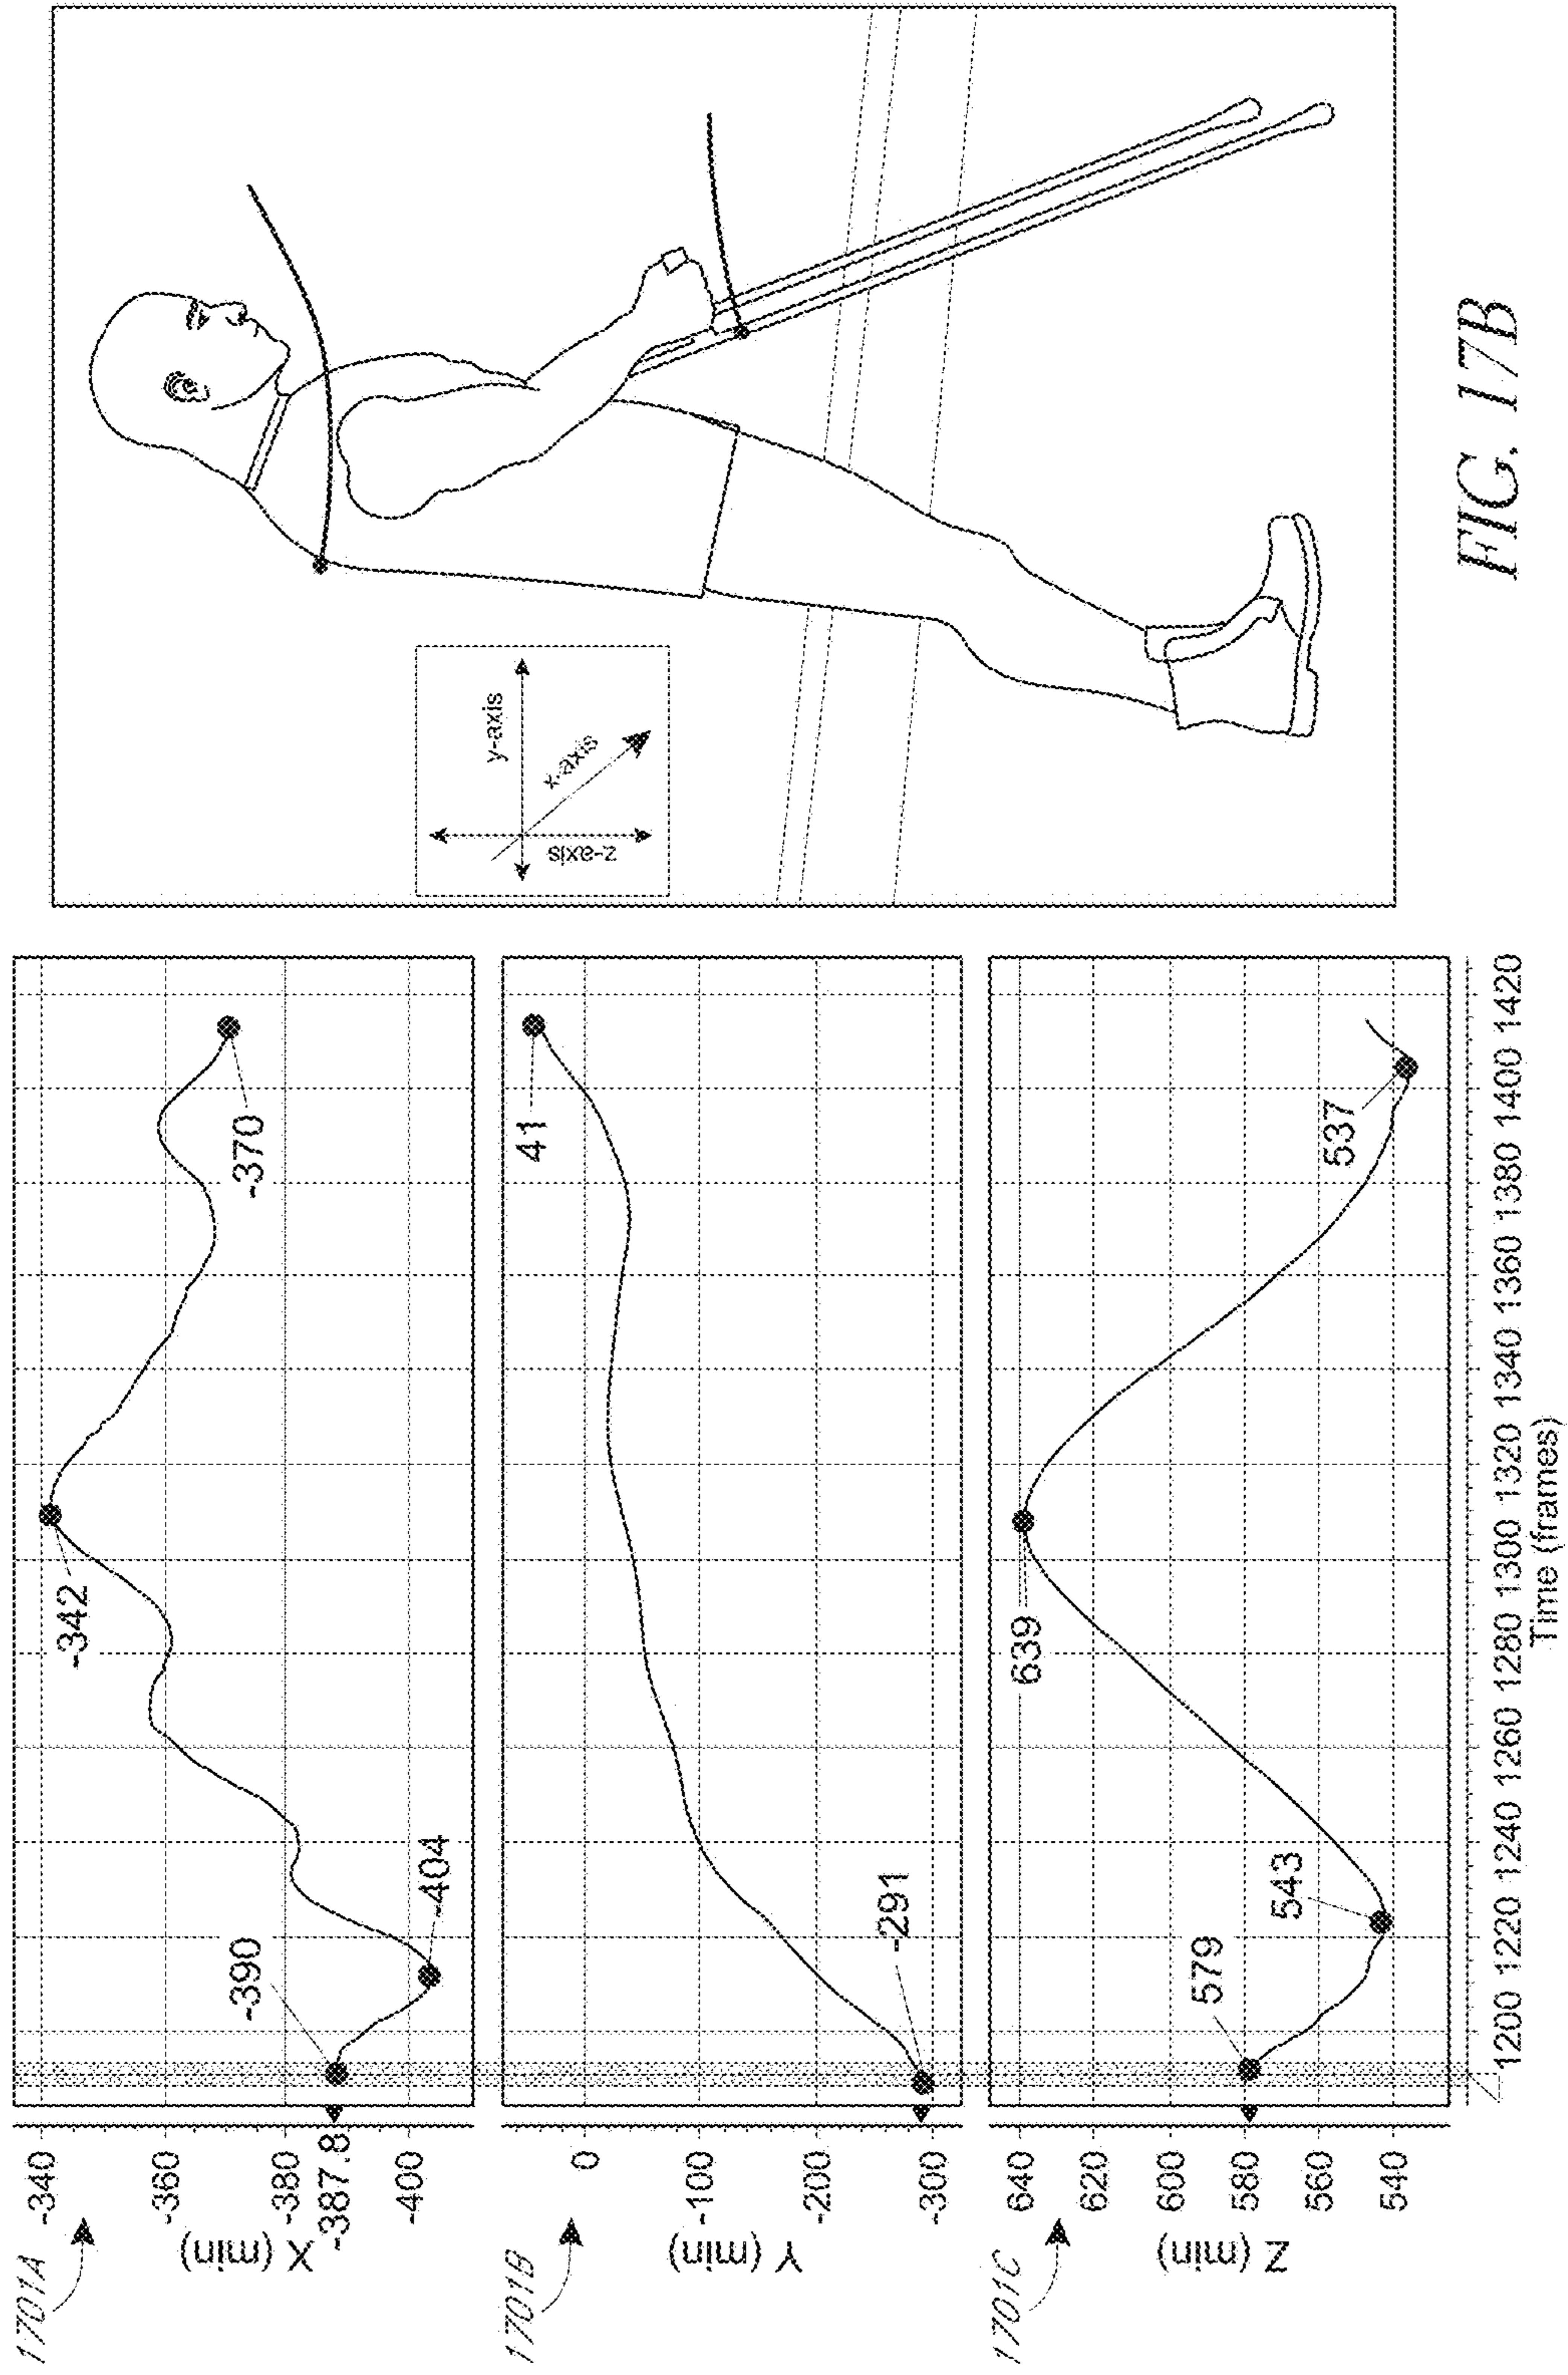 1701A
X (min)
-340
-360
-380
-387.8
-400
-390
-404
-342
-370
1701B
Y (min)
0
-100
-200
-300
-291
41
1701C
Z (min)
640
620
600
580
560
540
579
543
639
537
1200 1220 1240 1260 1280 1300 1320 1340 1360 1380 1400 1420
Time (frames)
y-axis
x-axis
z-axis
FIG. 17B